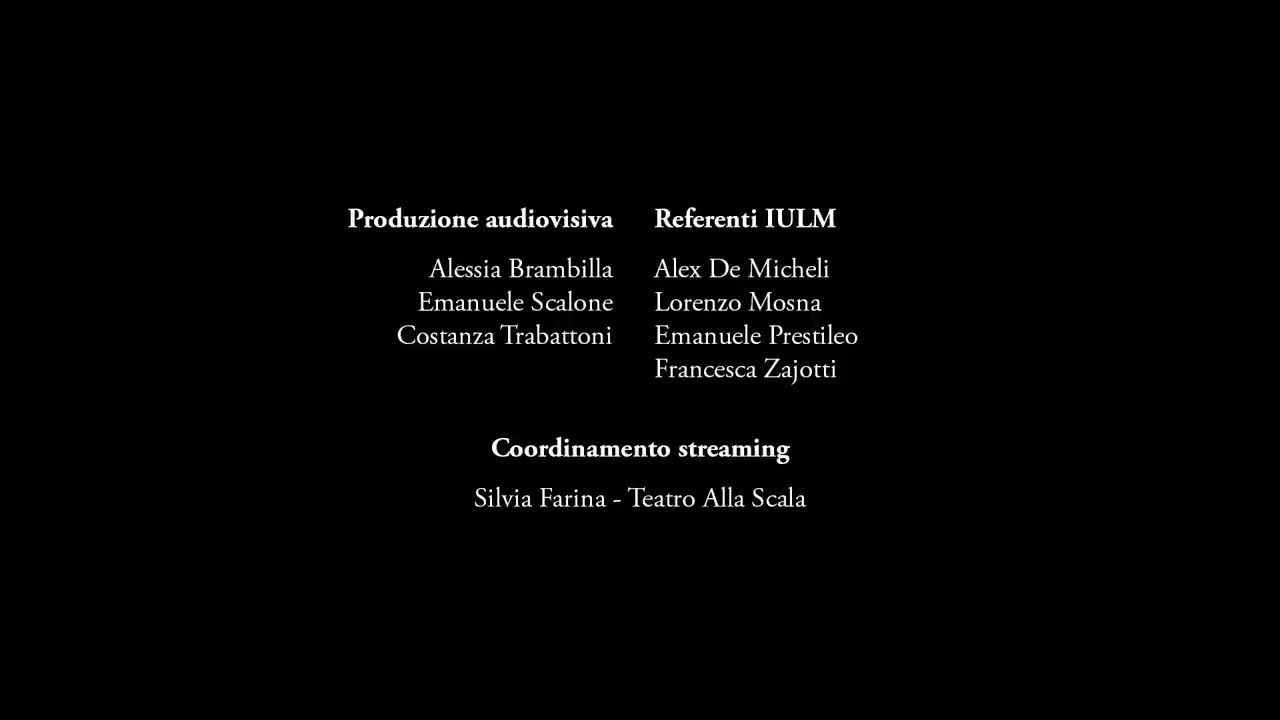 Produzione audiovisiva
Alessia Brambilla
Emanuele Scalone
Costanza Trabattoni
Referenti IULM
Alex De Micheli
Lorenzo Mosna
Emanuele Prestileo
Francesca Zajotti
Coordinamento streaming
Silvia Farina - Teatro Alla Scala